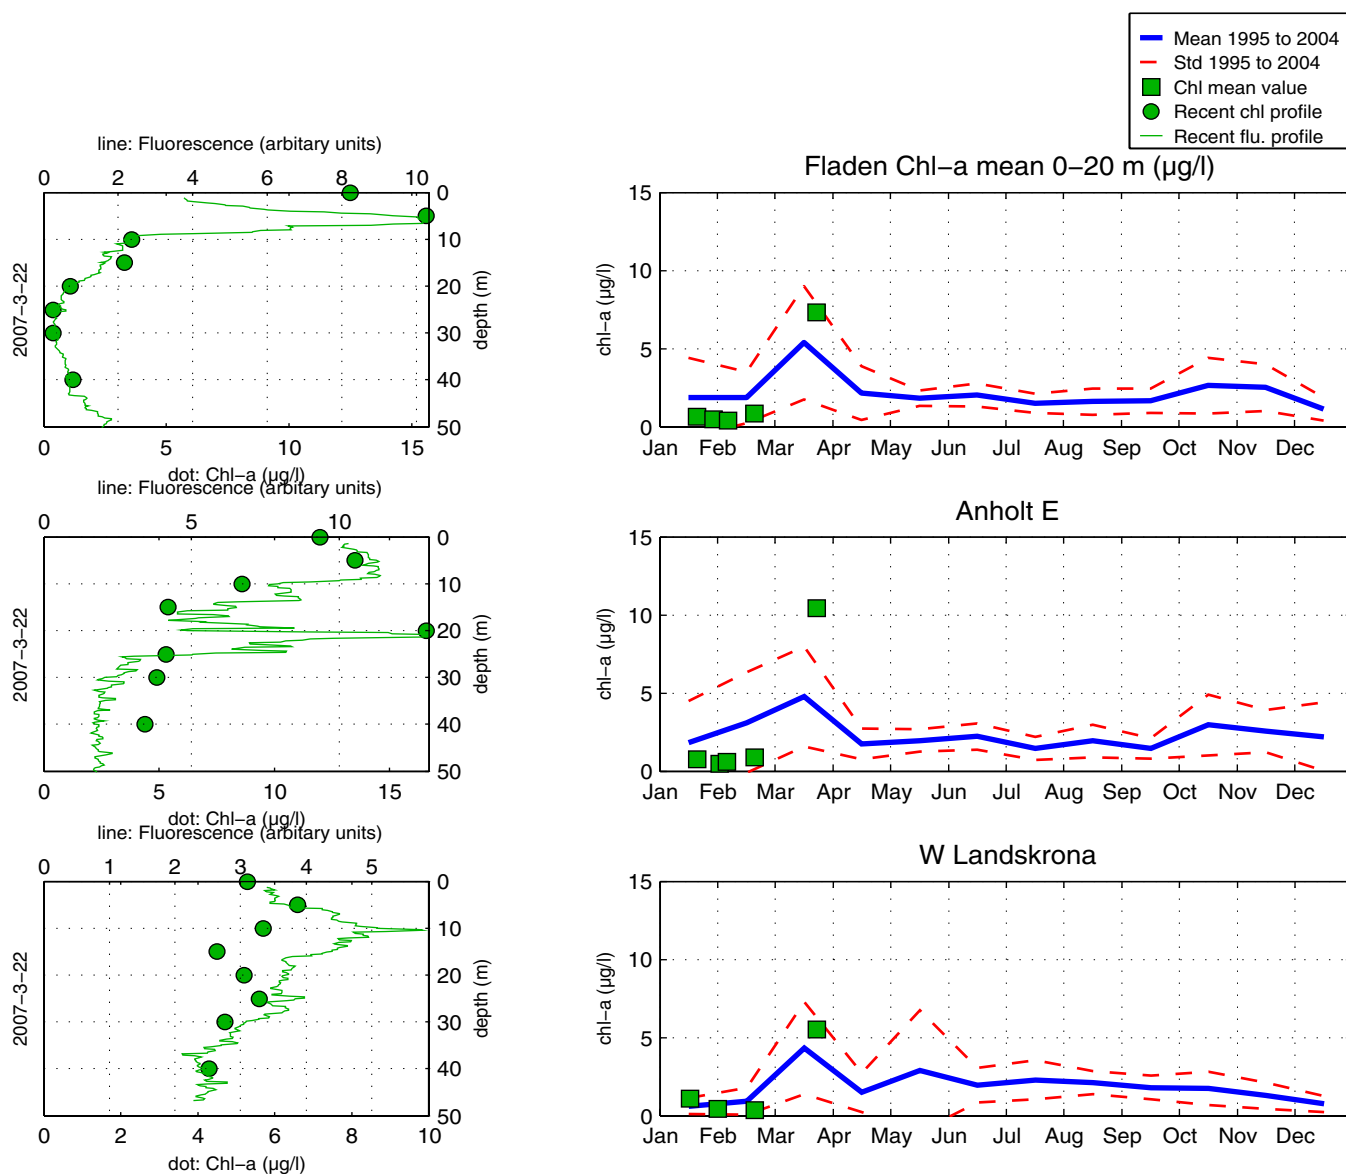 Mean 1995 to 2004
Std 1995 to 2004
Chl mean value
Recent chl profile
Recent flu. profile
line: Fluorescence (arbitary units)
0 2 4 6 8 10
0
10
20
30
40
50
depth (m)
2007-3-22
0 5 10 15
dot: Chl-a (µg/l)
Fladen Chl-a mean 0-20 m (µg/l)
15
10
5
0
chl-a (µg/l)
Jan Feb Mar Apr May Jun Jul Aug Sep Oct Nov Dec
line: Fluorescence (arbitary units)
0 5 10
0
10
20
30
40
50
depth (m)
2007-3-22
0 5 10 15
dot: Chl-a (µg/l)
Anholt E
15
10
5
0
chl-a (µg/l)
Jan Feb Mar Apr May Jun Jul Aug Sep Oct Nov Dec
line: Fluorescence (arbitary units)
0 1 2 3 4 5
0
10
20
30
40
50
depth (m)
2007-3-22
0 2 4 6 8 10
dot: Chl-a (µg/l)
W Landskrona
15
10
5
0
chl-a (µg/l)
Jan Feb Mar Apr May Jun Jul Aug Sep Oct Nov Dec